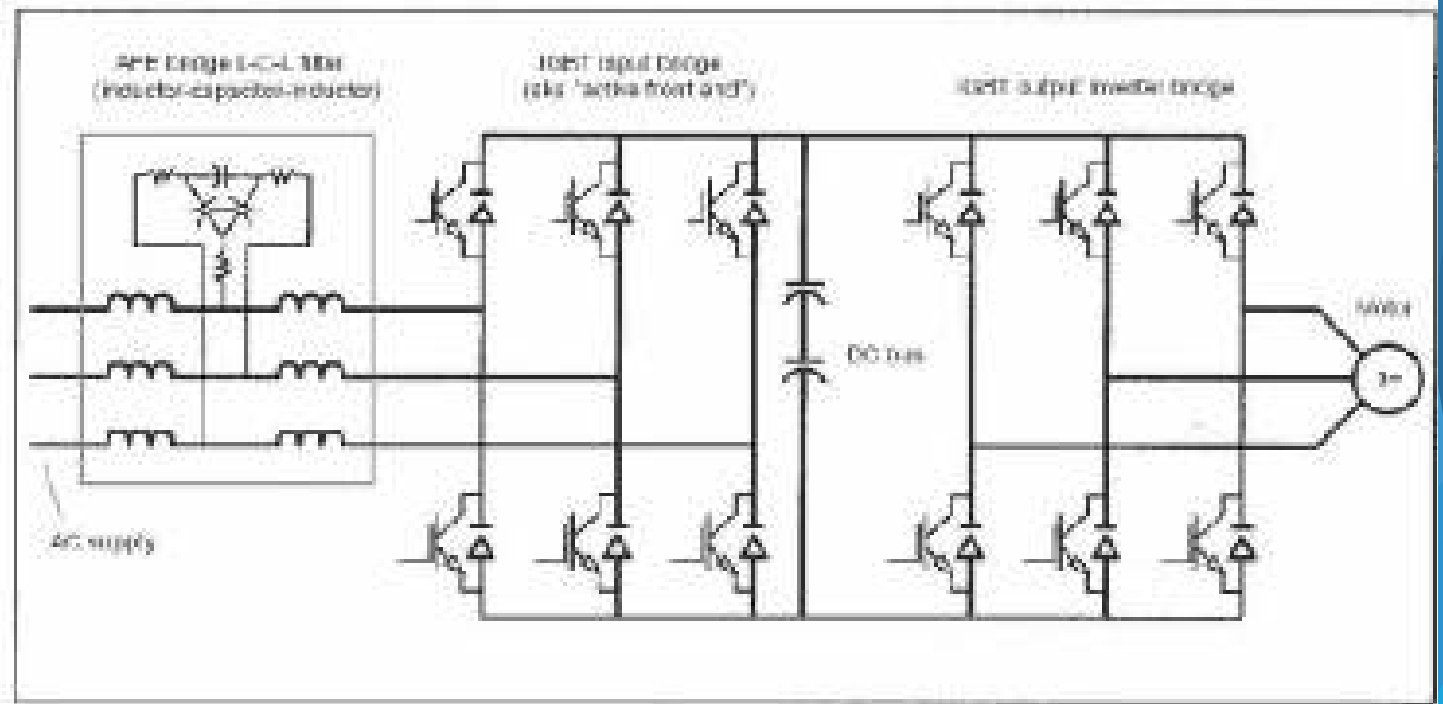 AFE bridge L-C-L filter
(inductor-capacitor-inductor)
IGBT input bridge
(aka "active front end")
IGBT output inverter bridge
DC bus
Motor
AC supply